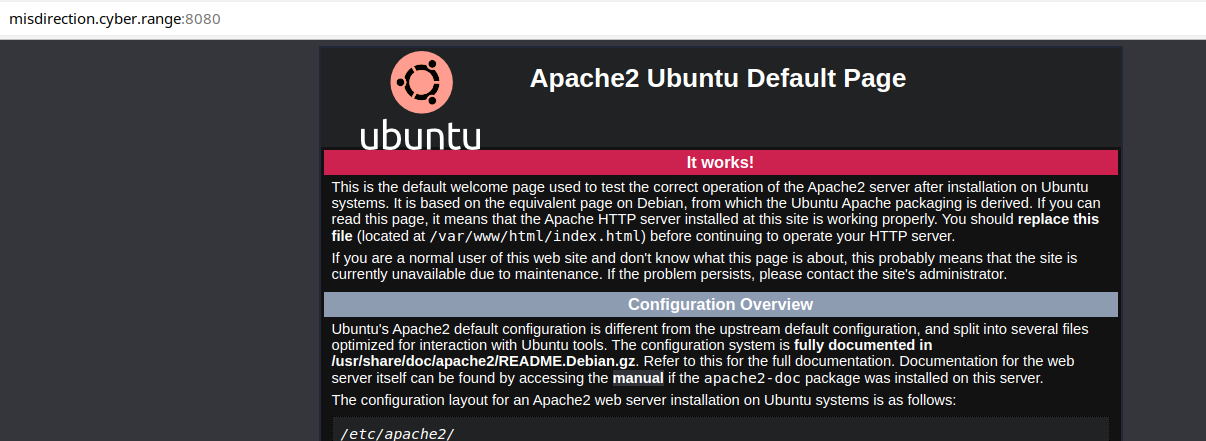 misdirection.cyber.range:8080
Apache2 Ubuntu Default Page
ubuntu
It works!
This is the default welcome page used to test the correct operation of the Apache2 server after installation on Ubuntu
systems. It is based on the equivalent page on Debian, from which the Ubuntu Apache packaging is derived. If you can
read this page, it means that the Apache HTTP server installed at this site is working properly. You should replace this
file (located at /var/www/html/index.html) before continuing to operate your HTTP server.
If you are a normal user of this web site and don't know what this page is about, this probably means that the site is
currently unavailable due to maintenance. If the problem persists, please contact the site's administrator.
Configuration Overview
Ubuntu's Apache2 default configuration is different from the upstream default configuration, and split into several files
optimized for interaction with Ubuntu tools. The configuration system is fully documented in
/usr/share/doc/apache2/README.Debian.gz. Refer to this for the full documentation. Documentation for the web
server itself can be found by accessing the manual if the apache2-doc package was installed on this server.
The configuration layout for an Apache2 web server installation on Ubuntu systems is as follows:
/etc/apache2/